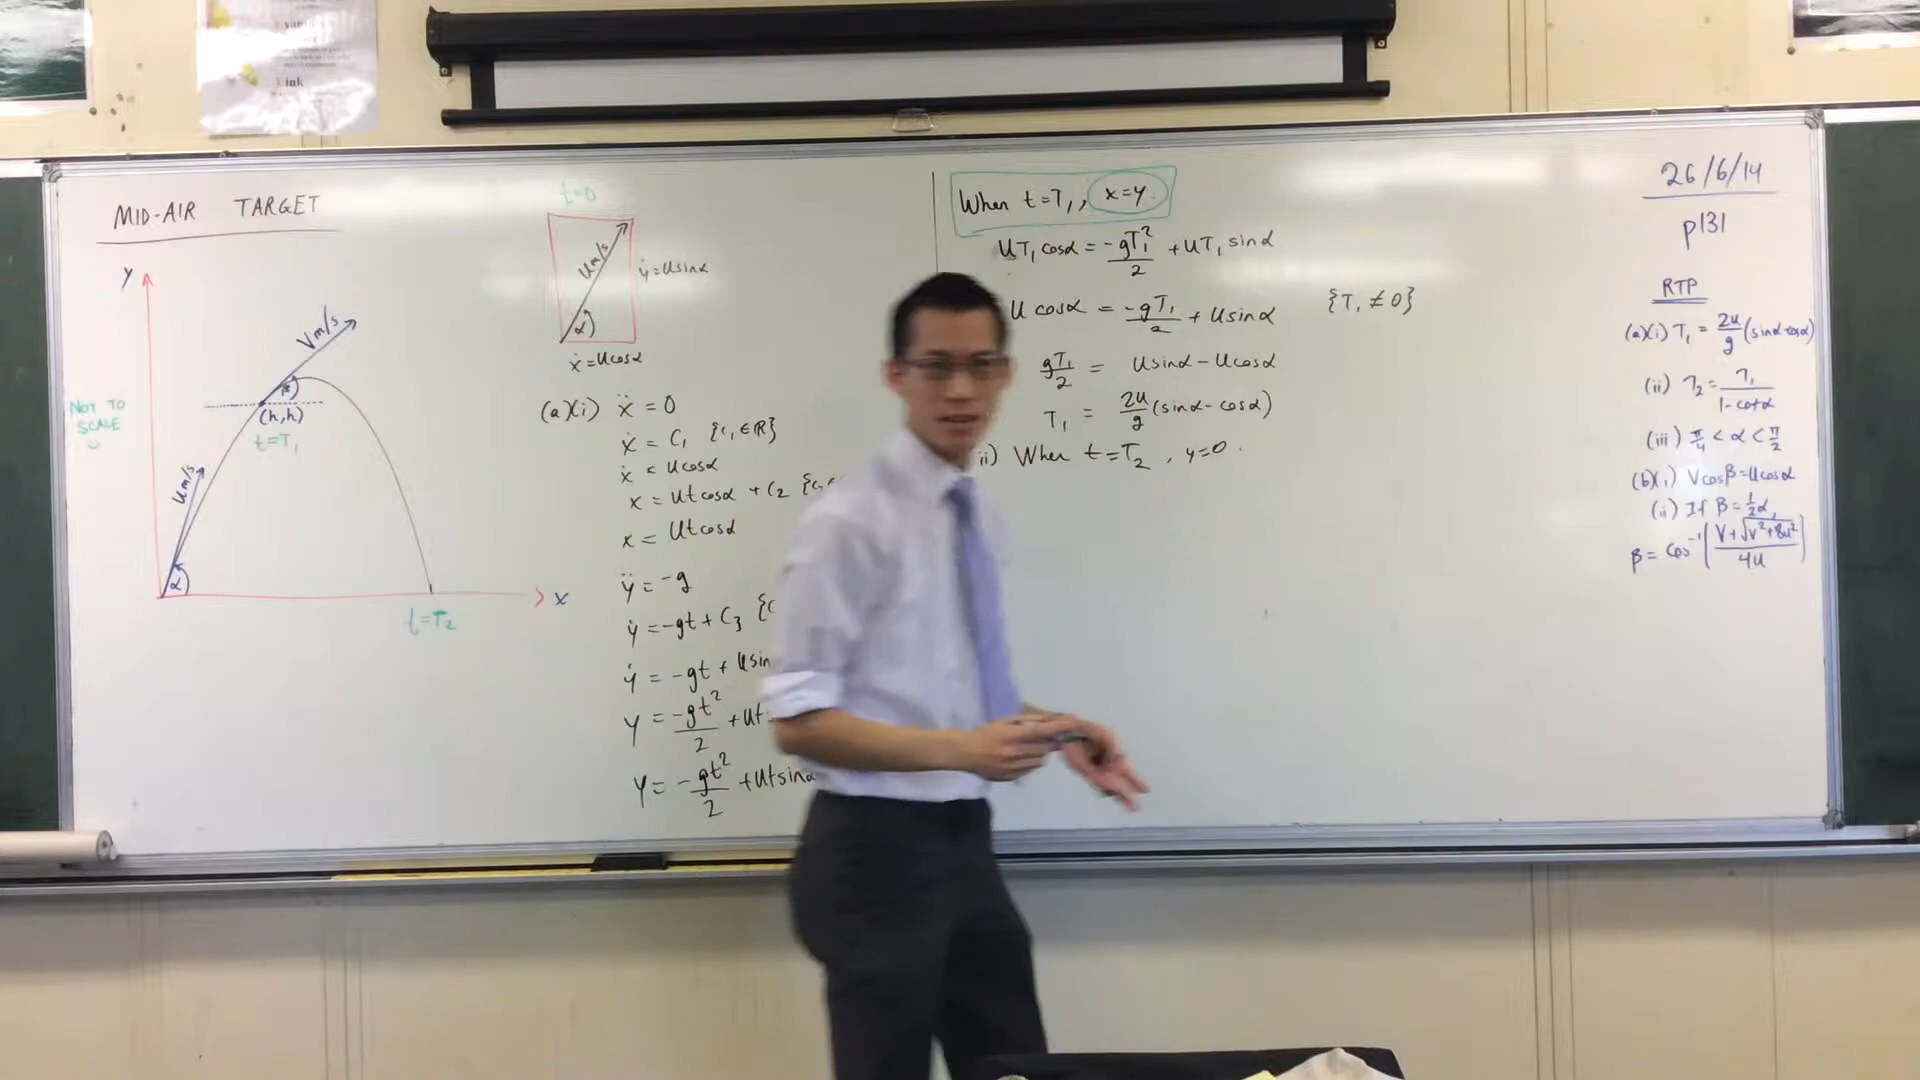 MID-AIR TARGET
Y
NOT TO
SCALE
V m/s
β
(h,h)
t=T₁
U m/s
α
x
t=T₂
t=0
U m/s
ẏ=Usinα
α
ẋ=Ucosα
(a)(i) ẍ = 0
ẋ = C₁ {C₁∈ℝ}
ẋ = Ucosα
x = Utcosα + C₂
x = Utcosα
ÿ = -g
ẏ = -gt + C₃
ẏ = -gt + Usin
y = -gt²/2 + Ut
y = -gt²/2 + Utsinα
When t=T₁, x=y.
UT₁cosα = -gT₁²/2 + UT₁sinα
Ucosα = -gT₁/2 + Usinα {T₁ ≠ 0}
gT₁/2 = Usinα - Ucosα
T₁ = 2U/g (sinα-cosα)
ii) When t=T₂, y=0.
26/6/14
p131
RTP
(a)(i) T₁ = 2U/g (sinα-cosα)
(ii) T₂ = T₁/1-cotα
(iii) π/4 < α < π/2
(b)(i) Vcosβ=Ucosα
(ii) If β=½α,
β = cos⁻¹(V+√V²+8U²/4U)